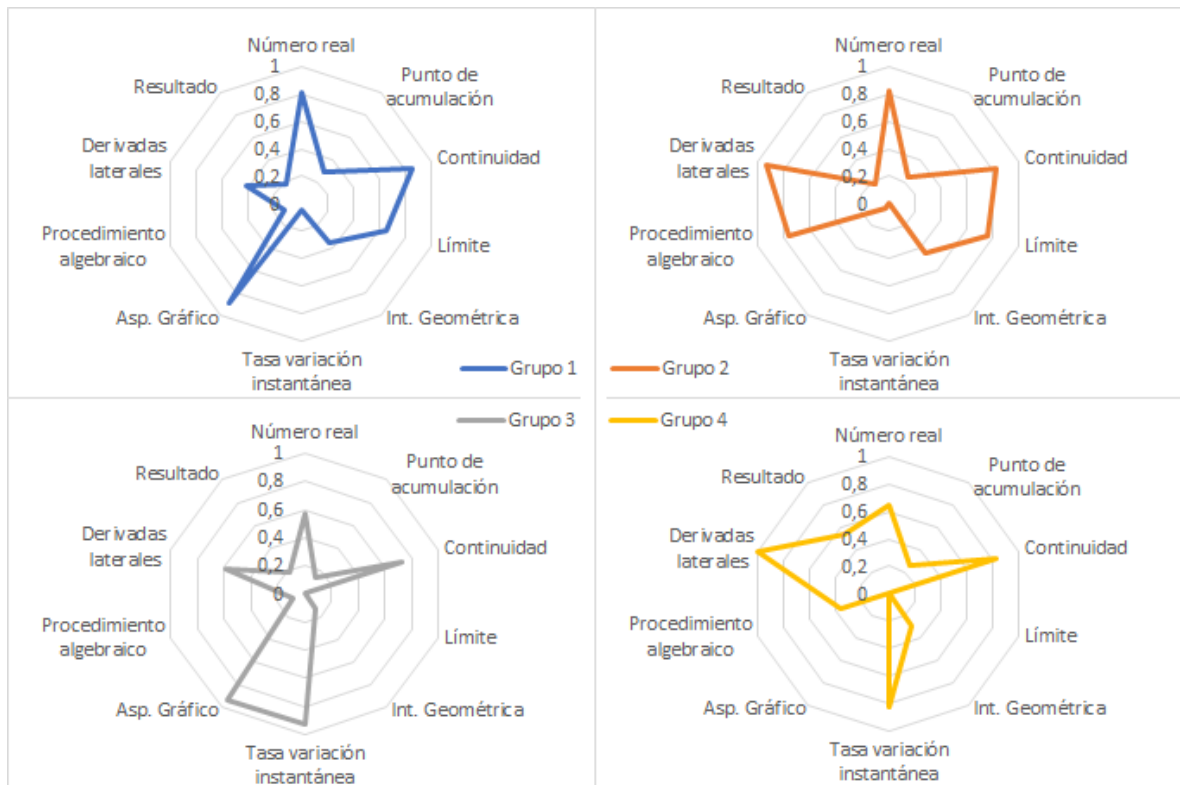 Número real
1
0,8
0,6
0,4
0,2
0
Punto de
acumulación
Continuidad
Límite
Int. Geométrica
Tasa variación
instantánea
Asp. Gráfico
Procedimiento
algebraico
Derivadas
laterales
Resultado
Grupo 1
Número real
1
0,8
0,6
0,4
0,2
0
Punto de
acumulación
Continuidad
Límite
Int. Geométrica
Tasa variación
instantánea
Asp. Gráfico
Procedimiento
algebraico
Derivadas
laterales
Resultado
Grupo 2
Grupo 3
Número real
1
0,8
0,6
0,4
0,2
0
Punto de
acumulación
Continuidad
Límite
Int. Geométrica
Tasa variación
instantánea
Asp. Gráfico
Procedimiento
algebraico
Derivadas
laterales
Resultado
Grupo 4
Número real
1
0,8
0,6
0,4
0,2
0
Punto de
acumulación
Continuidad
Límite
Int. Geométrica
Tasa variación
instantánea
Asp. Gráfico
Procedimiento
algebraico
Derivadas
laterales
Resultado